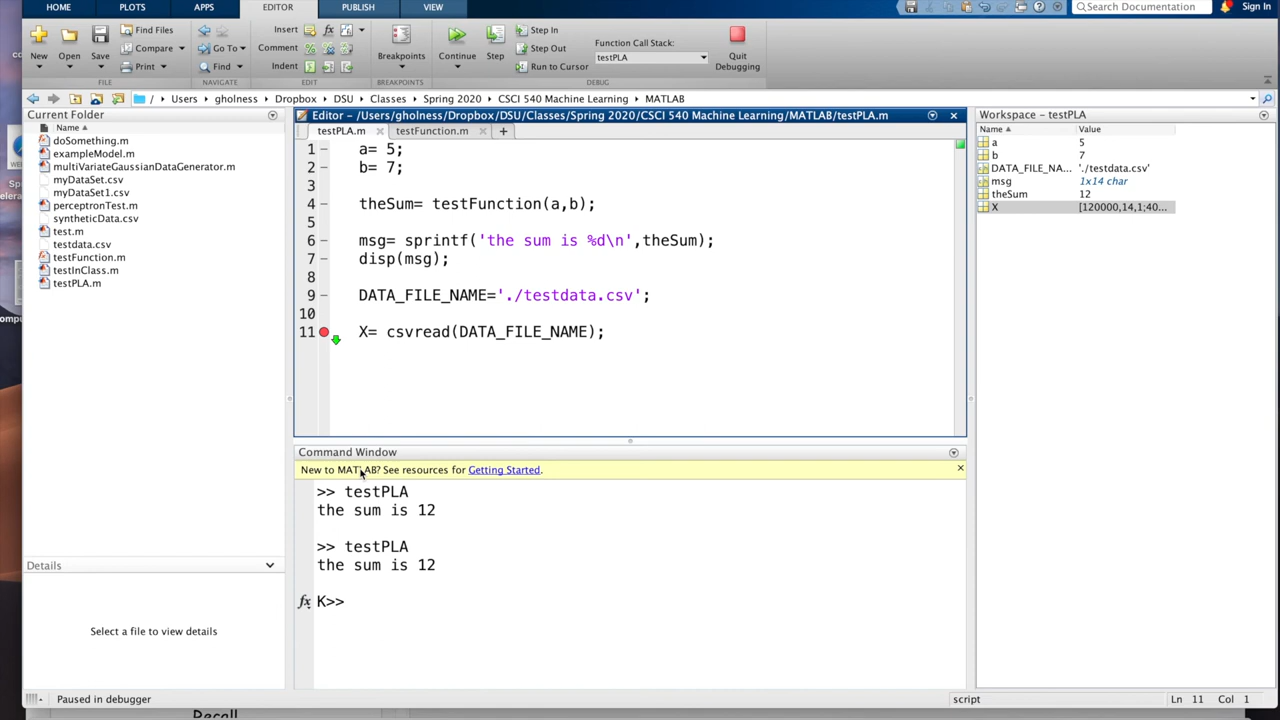 HOME PLOTS APPS EDITOR PUBLISH VIEW Search Documentation Sign In
New Open Save Find Files Compare Print Go To Find Insert Comment Indent Breakpoints Continue Step Step In Step Out Run to Cursor Function Call Stack: testPLA Quit Debugging
FILE NAVIGATE EDIT BREAKPOINTS DEBUG
/ Users gholness Dropbox DSU Classes Spring 2020 CSCI 540 Machine Learning MATLAB
Current Folder
Name
doSomething.m
exampleModel.m
multiVariateGaussianDataGenerator.m
myDataSet.csv
myDataSet1.csv
perceptronTest.m
syntheticData.csv
test.m
testdata.csv
testFunction.m
testInClass.m
testPLA.m
Details
Select a file to view details
Editor - /Users/gholness/Dropbox/DSU/Classes/Spring 2020/CSCI 540 Machine Learning/MATLAB/testPLA.m
testPLA.m testFunction.m
1 a= 5;
2 b= 7;
3
4 theSum= testFunction(a,b);
5
6 msg= sprintf('the sum is %d\n',theSum);
7 disp(msg);
8
9 DATA_FILE_NAME='./testdata.csv';
10
11 X= csvread(DATA_FILE_NAME);
Command Window
New to MATLAB? See resources for Getting Started.
>> testPLA
the sum is 12
>> testPLA
the sum is 12
fx K>>
Workspace - testPLA
Name Value
a 5
b 7
DATA_FILE_NA... './testdata.csv'
msg 1x14 char
theSum 12
X [120000,14,1;40...
Paused in debugger script Ln 11 Col 1
Recall